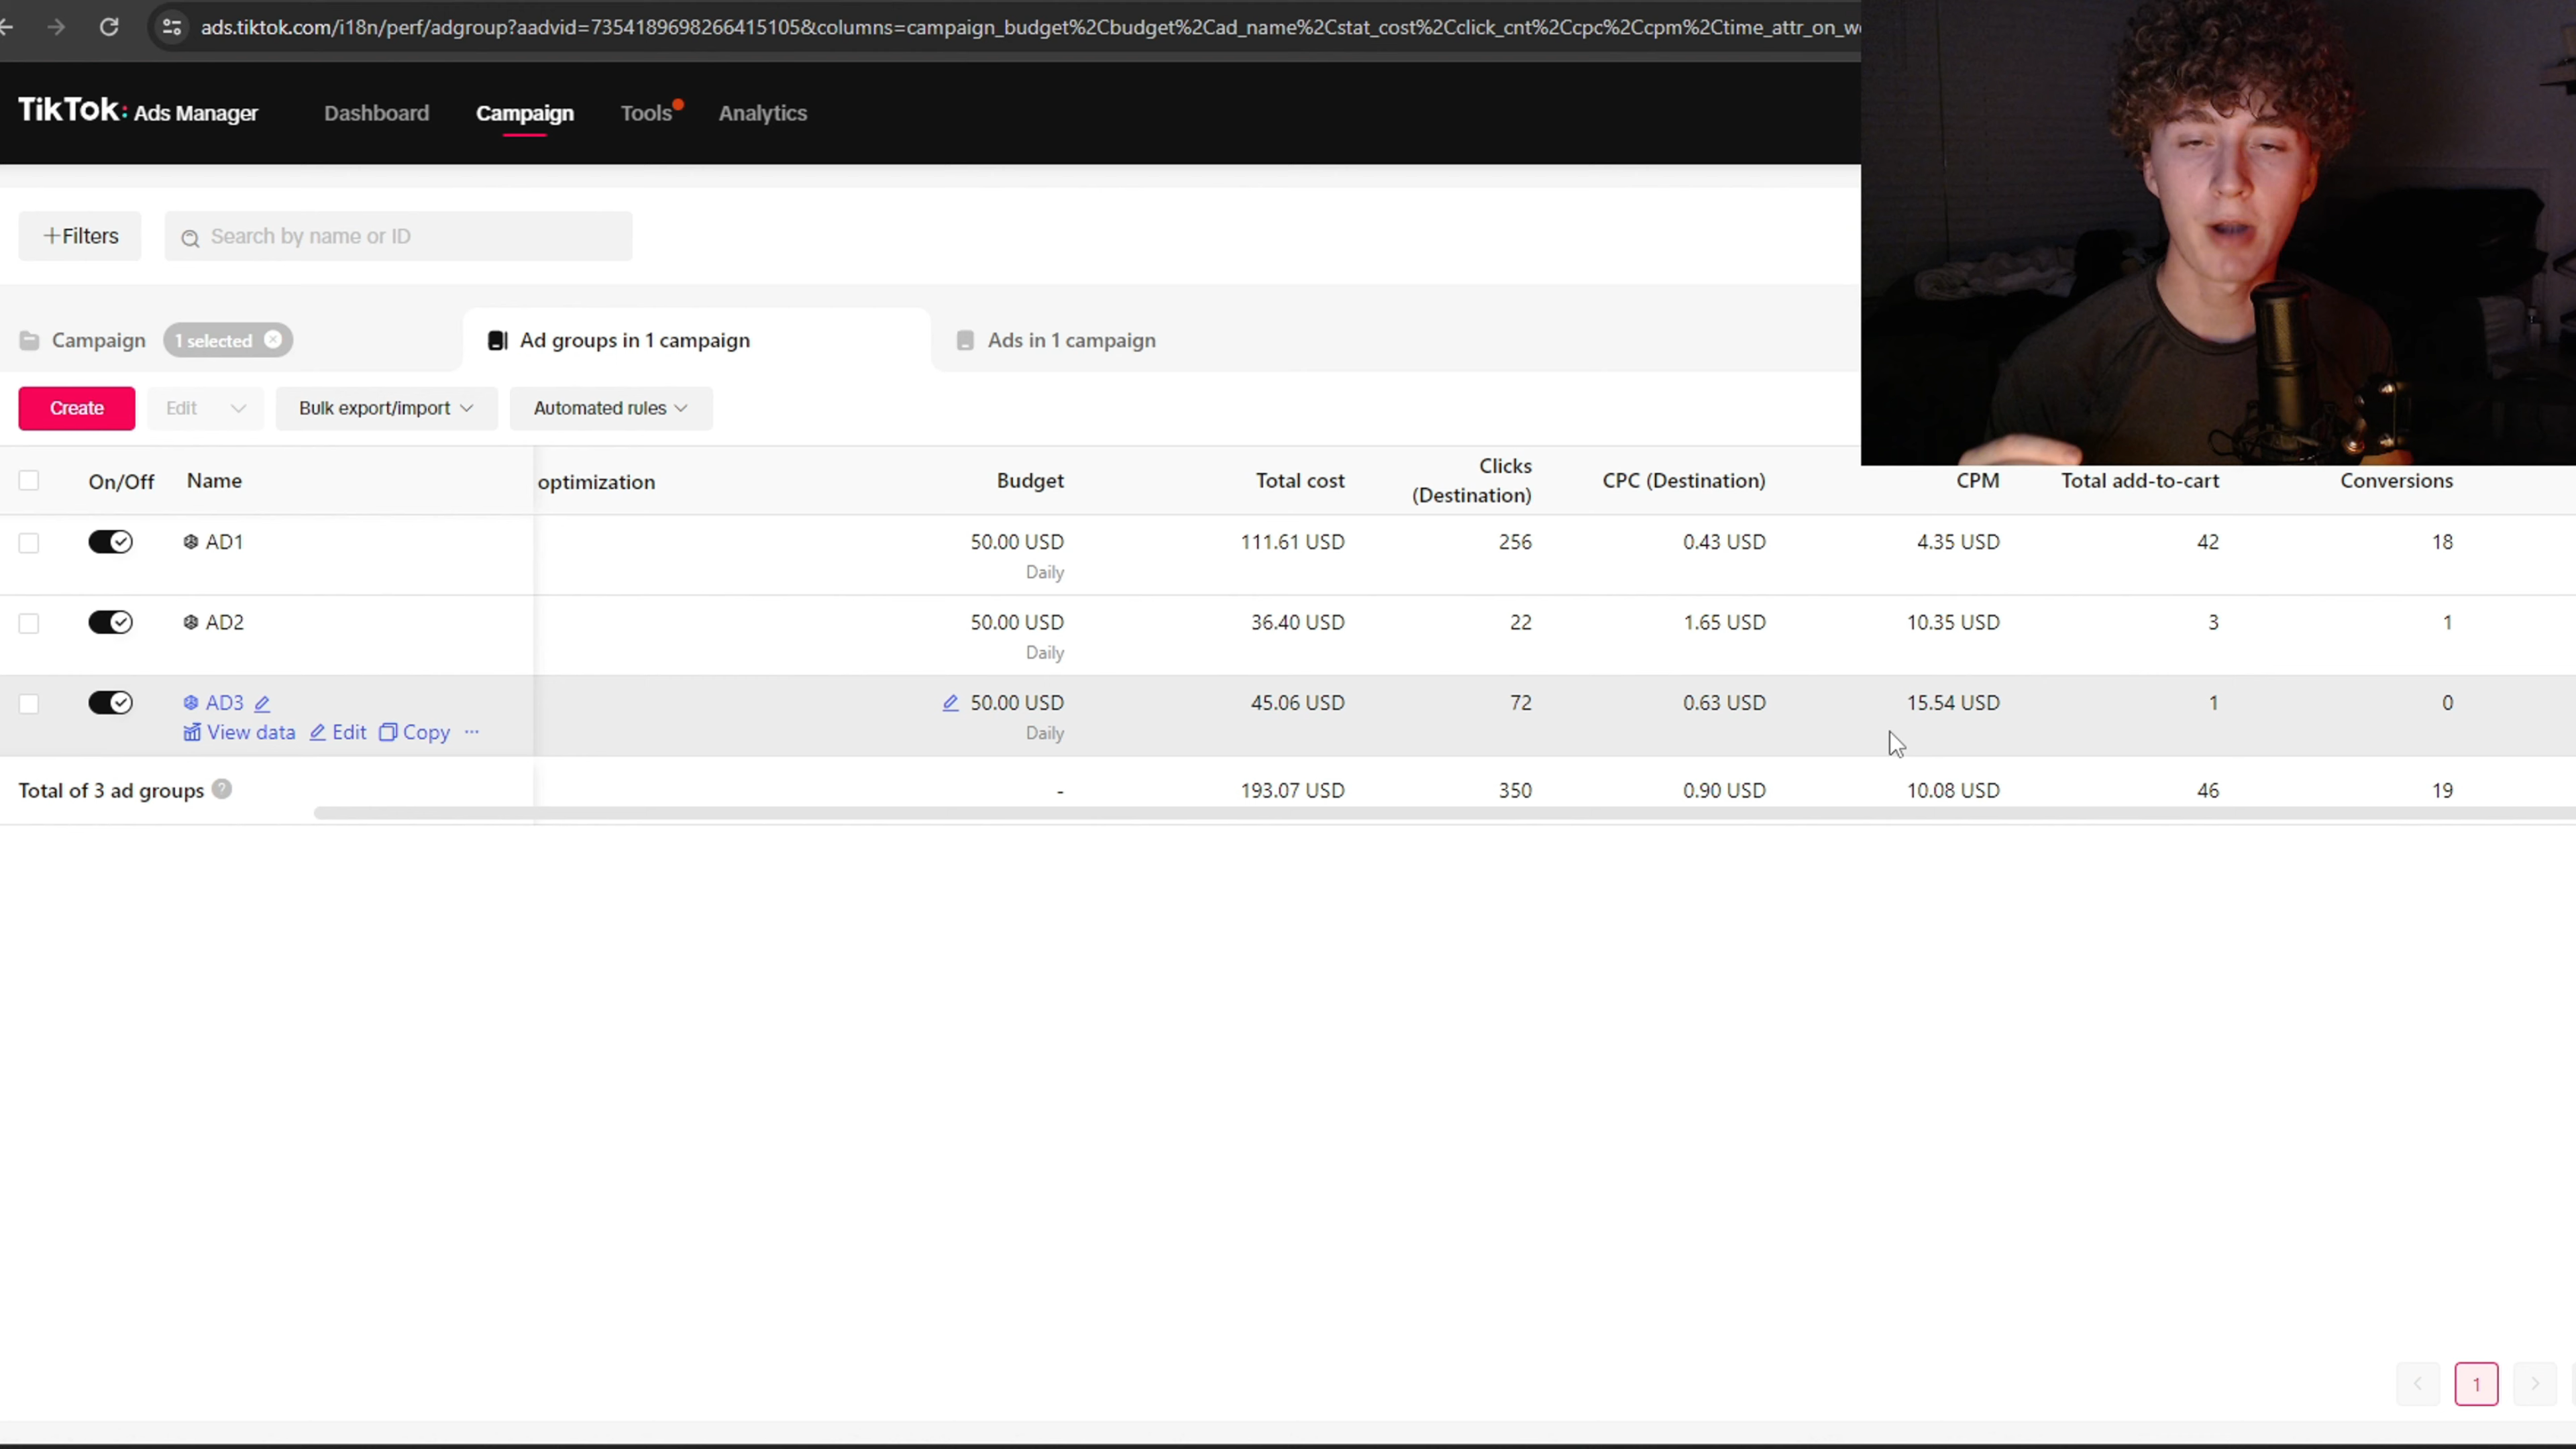 ads.tiktok.com/i18n/perf/adgroup?aadvid=7354189698266415105&columns=campaign_budget%2Cbudget%2Cad_name%2Cstat_cost%2Cclick_cnt%2Ccpc%2Ccpm%2Ctime_attr_on_w
TikTok: Ads Manager Dashboard Campaign Tools Analytics
+Filters Search by name or ID
Campaign 1 selected Ad groups in 1 campaign Ads in 1 campaign
Create Edit Bulk export/import Automated rules
On/Off Name optimization Budget Total cost Clicks (Destination) CPC (Destination) CPM Total add-to-cart Conversions
AD1 50.00 USD 111.61 USD 256 0.43 USD 4.35 USD 42 18
Daily
AD2 50.00 USD 36.40 USD 22 1.65 USD 10.35 USD 3 1
Daily
AD3 50.00 USD 45.06 USD 72 0.63 USD 15.54 USD 1 0
View data Edit Copy ... Daily
Total of 3 ad groups ? - 193.07 USD 350 0.90 USD 10.08 USD 46 19
1